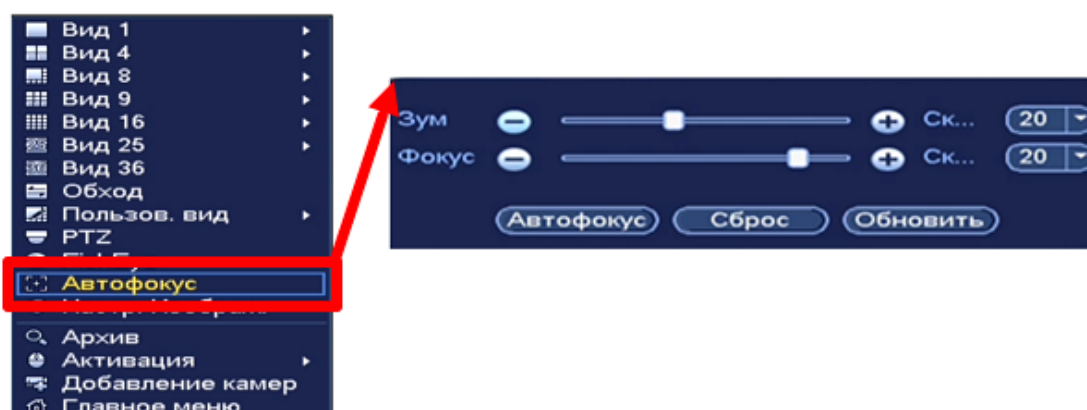 Вид 1
Вид 4
Вид 8
Вид 9
Вид 16
Вид 25
Вид 36
Обход
Пользов. вид
PTZ
Автофокус
Архив
Активация
Добавление камер
Главное меню
Зум Ск... 20
Фокус Ск... 20
Автофокус Сброс Обновить